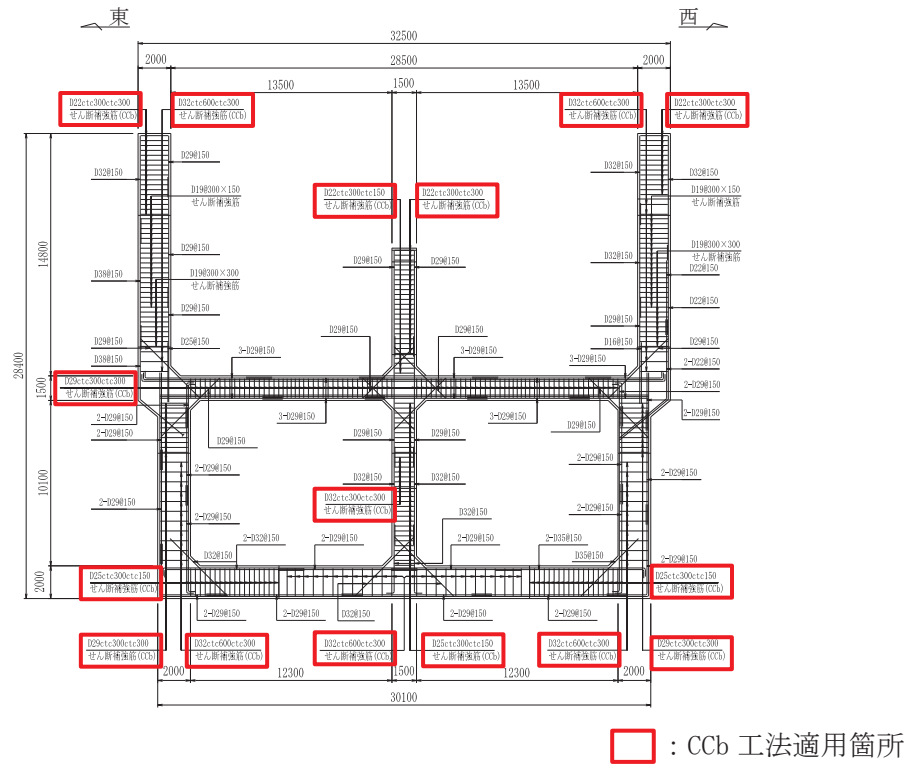 東
西
32500
2000
28500
2000
13500
1500
13500
D22ctc300ctc300
せん断補強筋(CCb)
D32ctc600ctc300
せん断補強筋(CCb)
D32ctc600ctc300
せん断補強筋(CCb)
D22ctc300ctc300
せん断補強筋(CCb)
D29@150
D32@150
D32@150
D32@150
D19@300×150
せん断補強筋
D22ctc300ctc150
せん断補強筋(CCb)
D22ctc300ctc300
せん断補強筋(CCb)
D19@300×150
せん断補強筋
14800
D29@150
D29@150
D29@150
D32@150
D19@300×300
せん断補強筋
D38@150
D19@300×300
せん断補強筋
D22@150
D29@150
D22@150
D29@150
D29@150
D29@150
D29@150
D25@150
D16@150
D29@150
D38@150
3-D29@150
3-D29@150
3-D29@150
2-D22@150
28400
1500
D29ctc300ctc300
せん断補強筋(CCb)
2-D29@150
2-D29@150
3-D29@150
3-D29@150
2-D29@150
2-D29@150
D29@150
D29@150
D29@150
D29@150
10100
2-D29@150
D32@150
D32@150
2-D29@150
2-D29@150
2-D29@150
D32ctc300ctc300
せん断補強筋(CCb)
2-D29@150
2-D29@150
D32@150
2-D32@150
2-D29@150
2-D29@150
2-D35@150
D32@150
D35@150
2-D29@150
2000
D25ctc300ctc150
せん断補強筋(CCb)
D25ctc300ctc150
せん断補強筋(CCb)
2-D29@150
2-D29@150
D32@150
2-D29@150
2-D29@150
D29ctc300ctc300
せん断補強筋(CCb)
D32ctc600ctc300
せん断補強筋(CCb)
D32ctc600ctc300
せん断補強筋(CCb)
D25ctc300ctc150
せん断補強筋(CCb)
D32ctc600ctc300
せん断補強筋(CCb)
D29ctc300ctc300
せん断補強筋(CCb)
2000
12300
1500
12300
2000
30100
：CCb 工法適用箇所